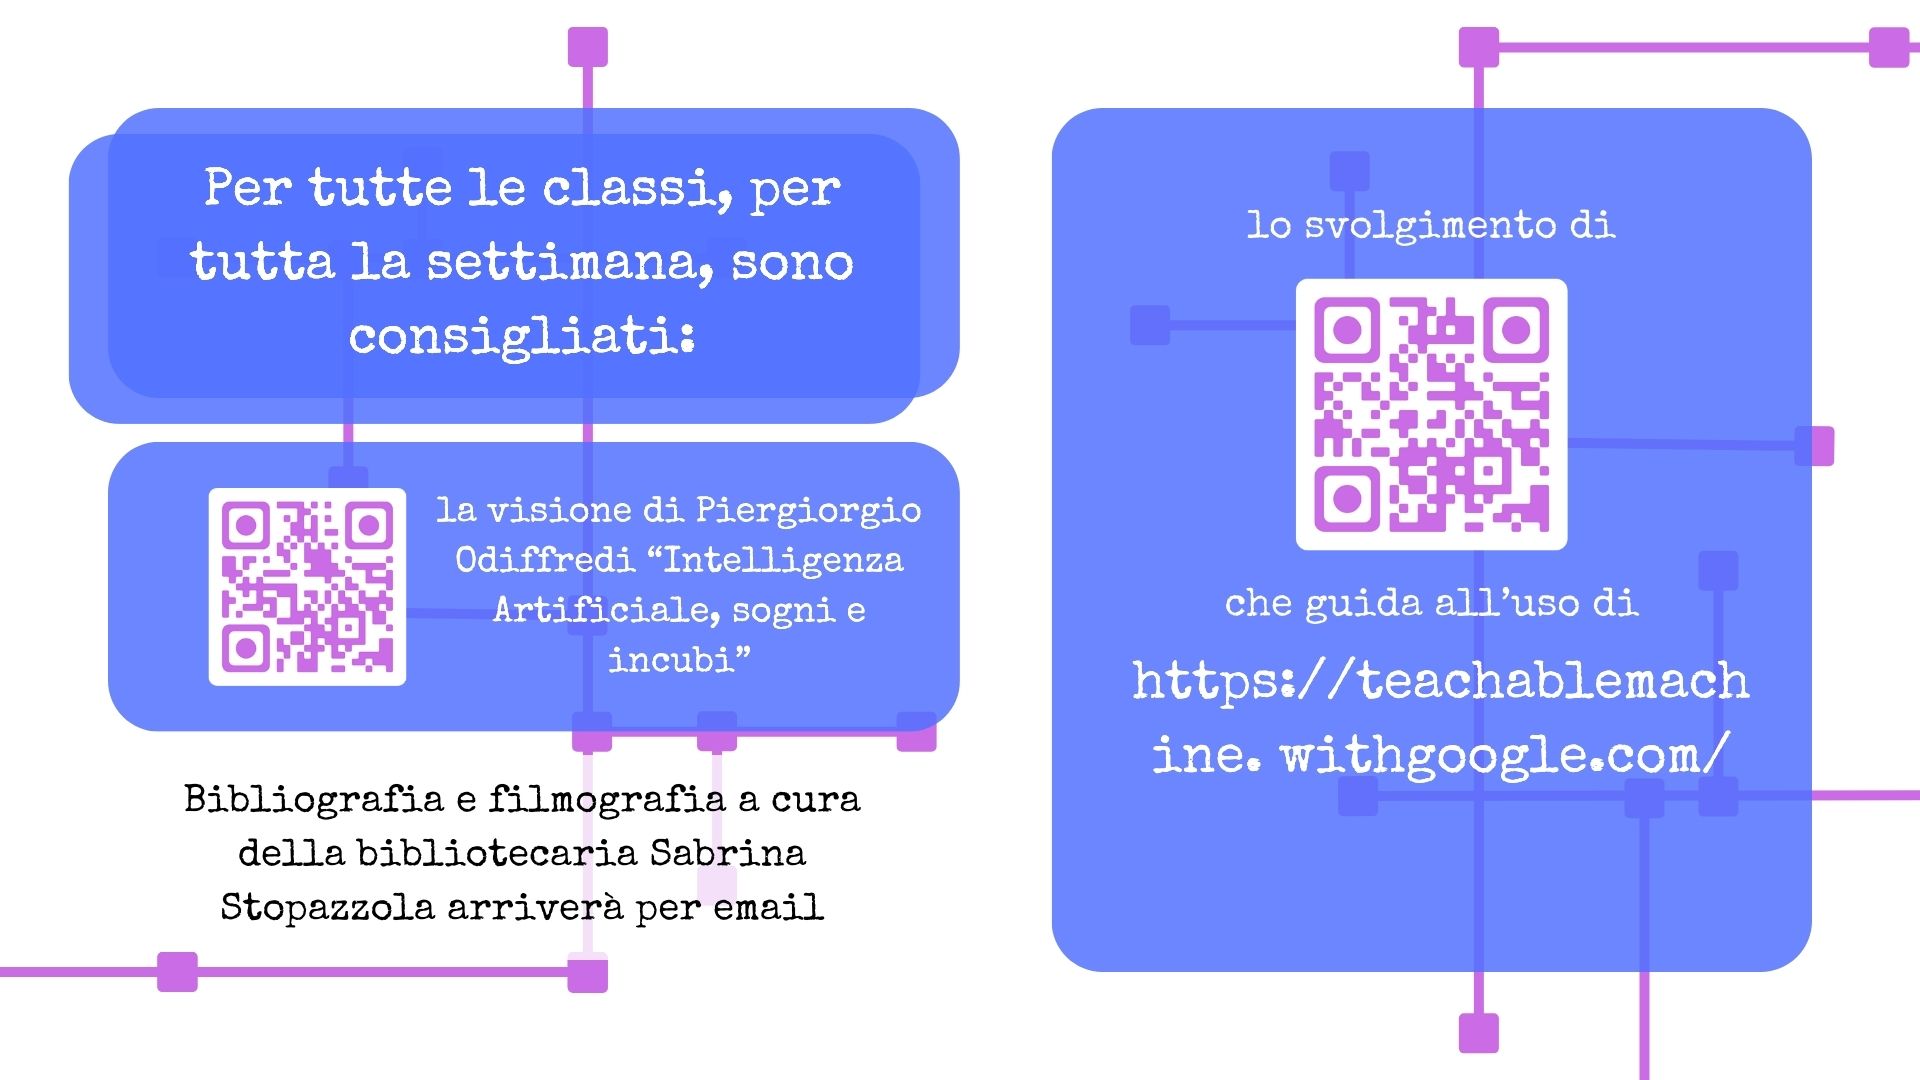 Per tutte le classi, per
tutta la settimana, sono
consigliati:
la visione di Piergiorgio
Odiffredi “Intelligenza
Artificiale, sogni e
incubi”
Bibliografia e filmografia a cura
della bibliotecaria Sabrina
Stopazzola arriverà per email
lo svolgimento di
che guida all’uso di
https://teachablemach
ine. withgoogle.com/